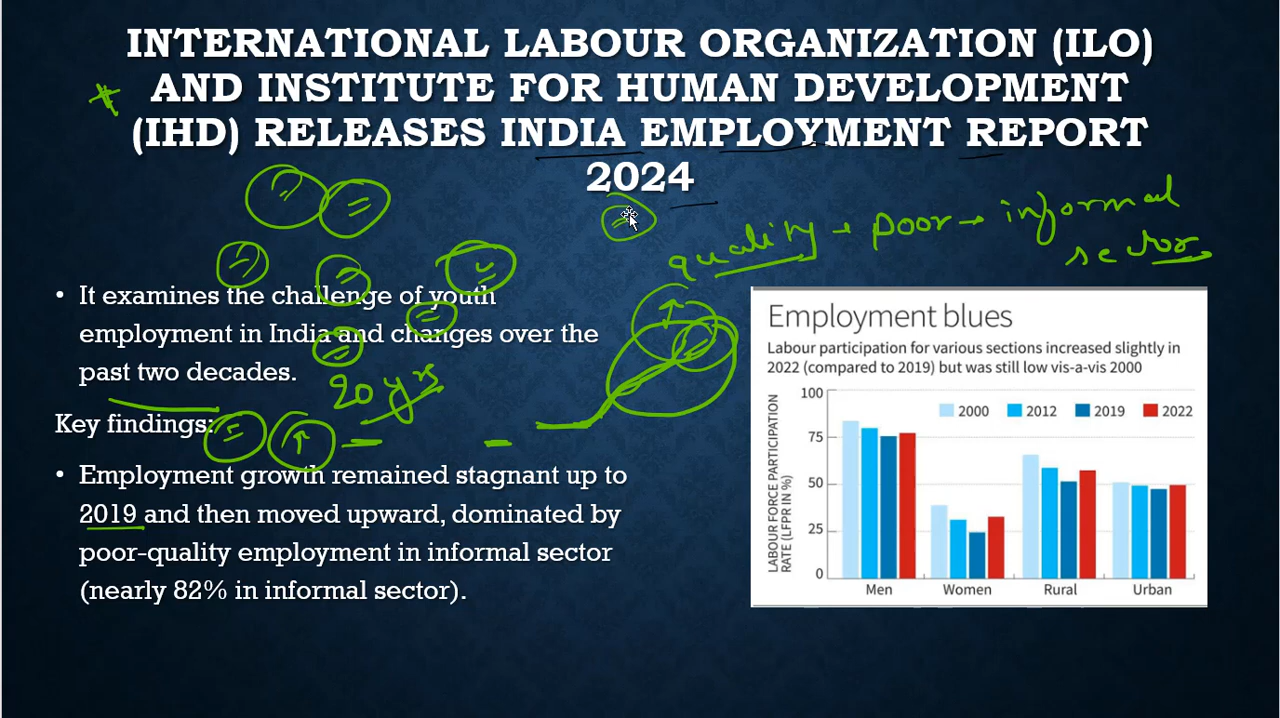 INTERNATIONAL LABOUR ORGANIZATION (ILO)
AND INSTITUTE FOR HUMAN DEVELOPMENT
(IHD) RELEASES INDIA EMPLOYMENT REPORT
2024
quality → poor → informal
sector
• It examines the challenge of youth
employment in India and changes over the
past two decades.
20 yrs
Key findings:
• Employment growth remained stagnant up to
2019 and then moved upward, dominated by
poor-quality employment in informal sector
(nearly 82% in informal sector).
Employment blues
Labour participation for various sections increased slightly in
2022 (compared to 2019) but was still low vis-a-vis 2000
LABOUR FORCE PARTICIPATION
RATE (LFPR IN %)
100
75
50
25
0
2000 2012 2019 2022
Men Women Rural Urban